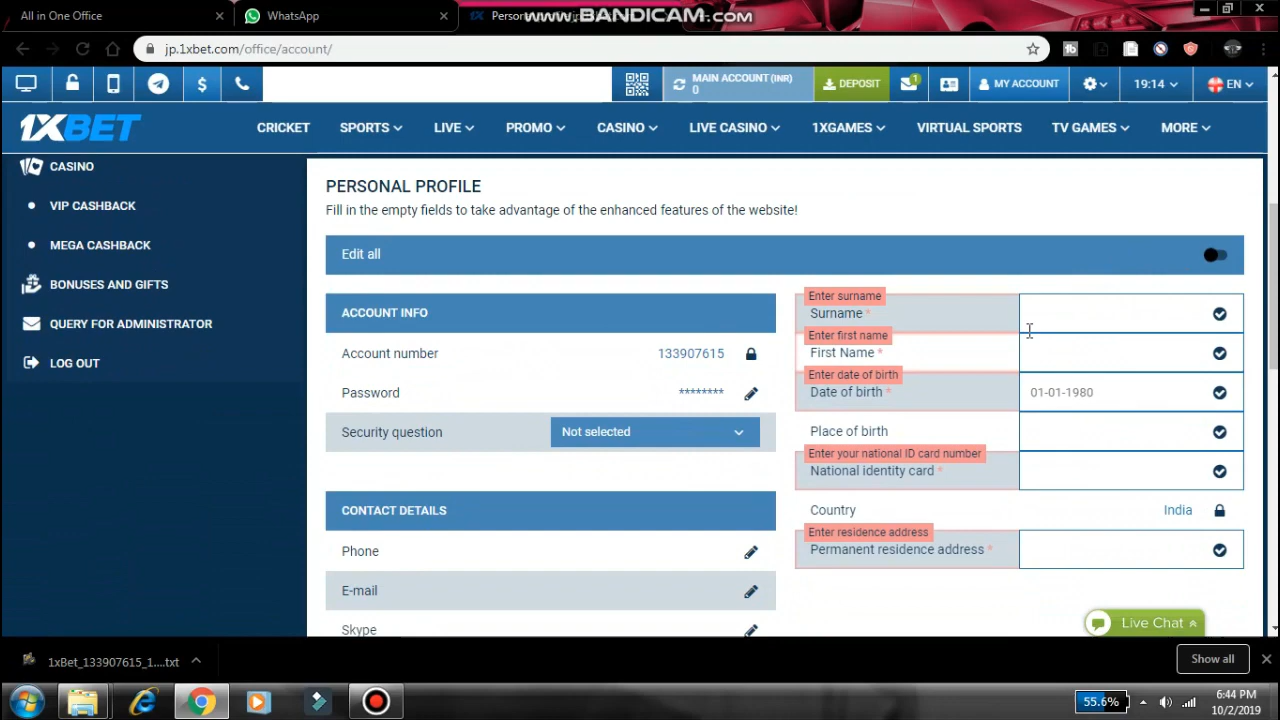 All in One Office
WhatsApp
Person
www.BANDICAM.com
jp.1xbet.com/office/account/
MAIN ACCOUNT (INR)
0
DEPOSIT
1
MY ACCOUNT
19:14
EN
1XBET
CRICKET
SPORTS
LIVE
PROMO
CASINO
LIVE CASINO
1XGAMES
VIRTUAL SPORTS
TV GAMES
MORE
CASINO
VIP CASHBACK
MEGA CASHBACK
BONUSES AND GIFTS
QUERY FOR ADMINISTRATOR
LOG OUT
PERSONAL PROFILE
Fill in the empty fields to take advantage of the enhanced features of the website!
Edit all
ACCOUNT INFO
Account number 133907615
Password ********
Security question Not selected
CONTACT DETAILS
Phone
E-mail
Skype
Enter surname
Surname *
Enter first name
First Name *
Enter date of birth
Date of birth * 01-01-1980
Place of birth
Enter your national ID card number
National identity card *
Country India
Enter residence address
Permanent residence address *
Live Chat
1xBet_133907615_1....txt
Show all
55.6%
6:44 PM
10/2/2019